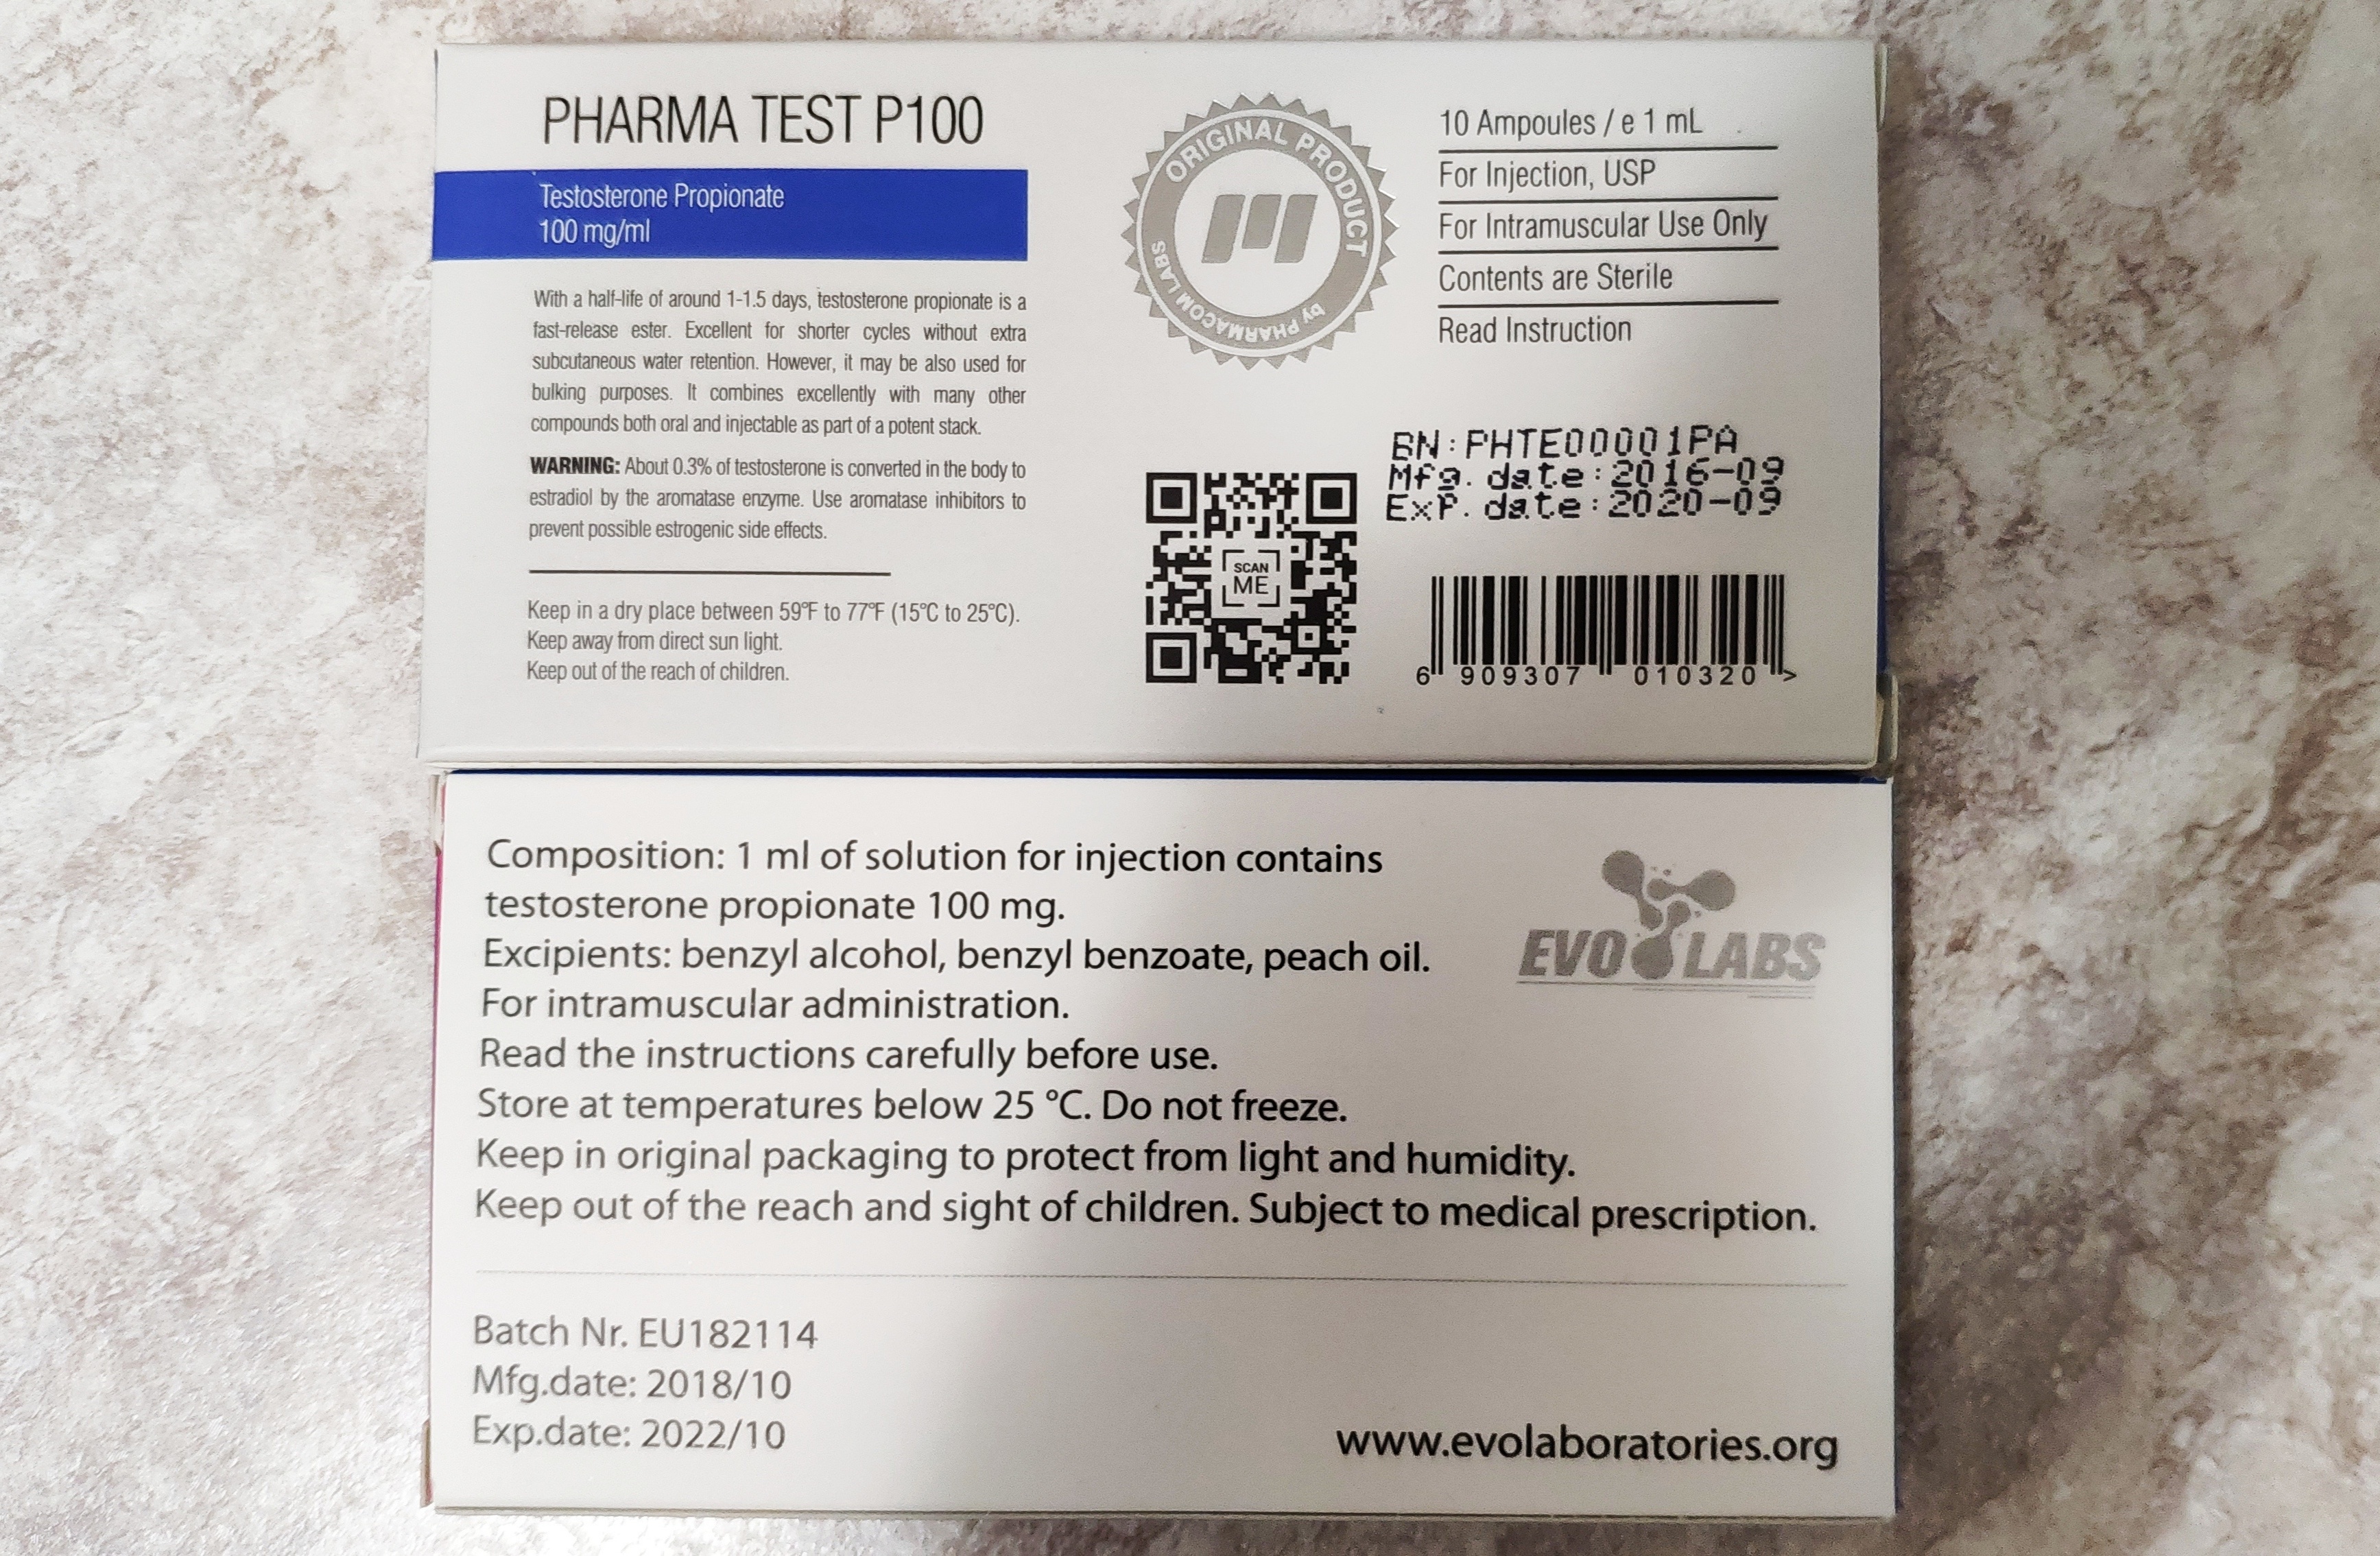 PHARMA TEST P100
Testosterone Propionate
100 mg/ml
With a half-life of around 1-1.5 days, testosterone propionate is a
fast-release ester. Excellent for shorter cycles without extra
subcutaneous water retention. However, it may be also used for
bulking purposes. It combines excellently with many other
compounds both oral and injectable as part of a potent stack.
WARNING: About 0.3% of testosterone is converted in the body to
estradiol by the aromatase enzyme. Use aromatase inhibitors to
prevent possible estrogenic side effects.
Keep in a dry place between 59°F to 77°F (15°C to 25°C).
Keep away from direct sun light.
Keep out of the reach of children.
ORIGINAL PRODUCT
by PHARMACOM LABS
SCAN
ME
10 Ampoules / e 1 mL
For Injection, USP
For Intramuscular Use Only
Contents are Sterile
Read Instruction
BN:PHTE00001PA
Mfg. date:2016-09
Exp. date:2020-09
6 909307 010320 >
Composition: 1 ml of solution for injection contains
testosterone propionate 100 mg.
Excipients: benzyl alcohol, benzyl benzoate, peach oil.
For intramuscular administration.
Read the instructions carefully before use.
Store at temperatures below 25 °C. Do not freeze.
Keep in original packaging to protect from light and humidity.
Keep out of the reach and sight of children. Subject to medical prescription.
EVO LABS
Batch Nr. EU182114
Mfg.date: 2018/10
Exp.date: 2022/10
www.evolaboratories.org